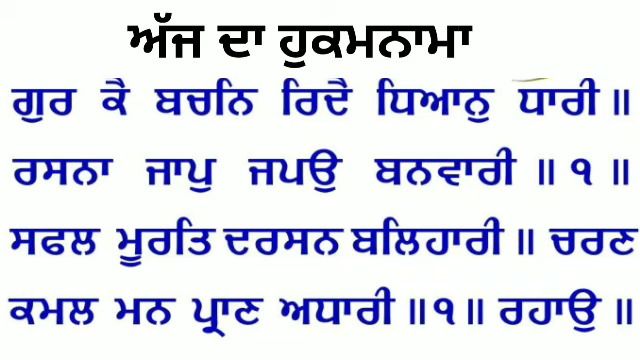 ਅੱਜ ਦਾ ਹੁਕਮਨਾਮਾ
ਗੁਰ ਕੈ ਬਚਨਿ ਰਿਦੈ ਧਿਆਨੁ ਧਾਰੀ ॥
ਰਸਨਾ ਜਾਪੁ ਜਪਉ ਬਨਵਾਰੀ ॥ ੧ ॥
ਸਫਲ ਮੂਰਤਿ ਦਰਸਨ ਬਲਿਹਾਰੀ ॥ ਚਰਣ
ਕਮਲ ਮਨ ਪ੍ਰਾਣ ਅਧਾਰੀ ॥ ੧ ॥ ਰਹਾਉ ॥